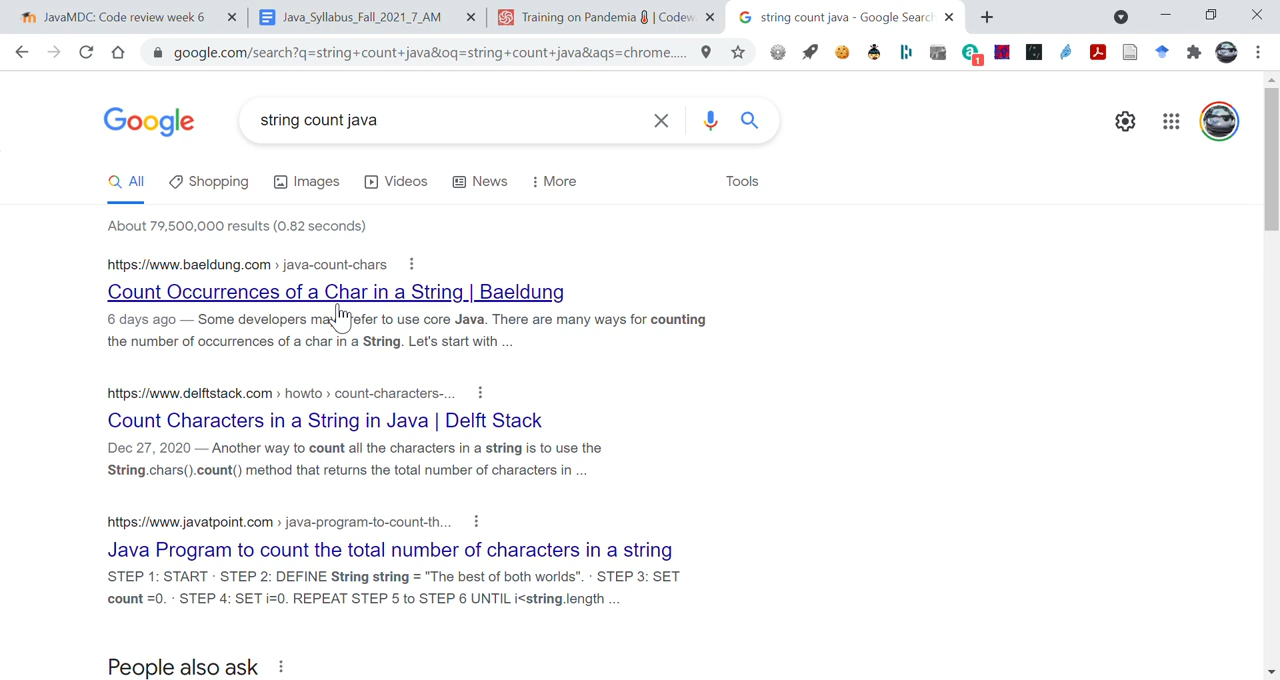 JavaMDC: Code review week 6
Java_Syllabus_Fall_2021_7_AM
Training on Pandemia | Codew
string count java - Google Search
google.com/search?q=string+count+java&oq=string+count+java&aqs=chrome.....
1
Google
string count java
All
Shopping
Images
Videos
News
More
Tools
About 79,500,000 results (0.82 seconds)
https://www.baeldung.com › java-count-chars
Count Occurrences of a Char in a String | Baeldung
6 days ago — Some developers may prefer to use core Java. There are many ways for counting
the number of occurrences of a char in a String. Let's start with ...
https://www.delftstack.com › howto › count-characters-...
Count Characters in a String in Java | Delft Stack
Dec 27, 2020 — Another way to count all the characters in a string is to use the
String.chars().count() method that returns the total number of characters in ...
https://www.javatpoint.com › java-program-to-count-th...
Java Program to count the total number of characters in a string
STEP 1: START · STEP 2: DEFINE String string = "The best of both worlds". · STEP 3: SET
count =0. · STEP 4: SET i=0. REPEAT STEP 5 to STEP 6 UNTIL i<string.length ...
People also ask